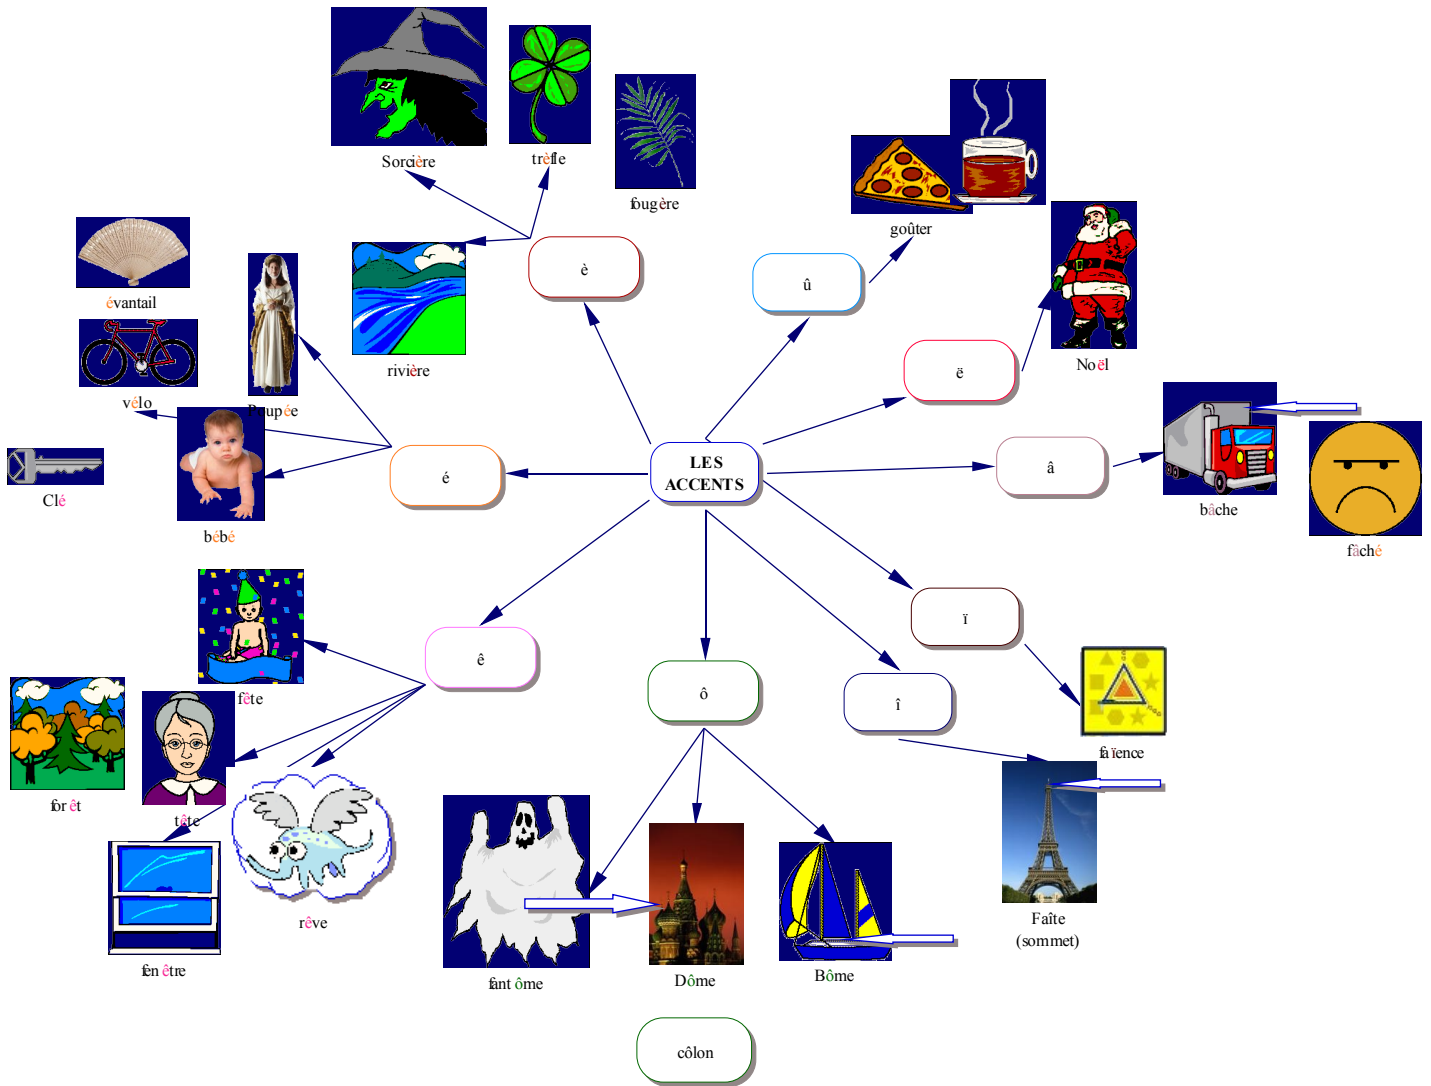 Sorcière
trèfle
fougère
goûter
è
û
évantail
rivière
Noël
ë
vélo
Poupée
LES
ACCENTS
é
â
Clé
bébé
bâche
fâché
ê
ô
ï
î
fête
faïence
forêt
tête
rêve
fenêtre
fantôme
Dôme
Bôme
Faîte
(sommet)
côlon